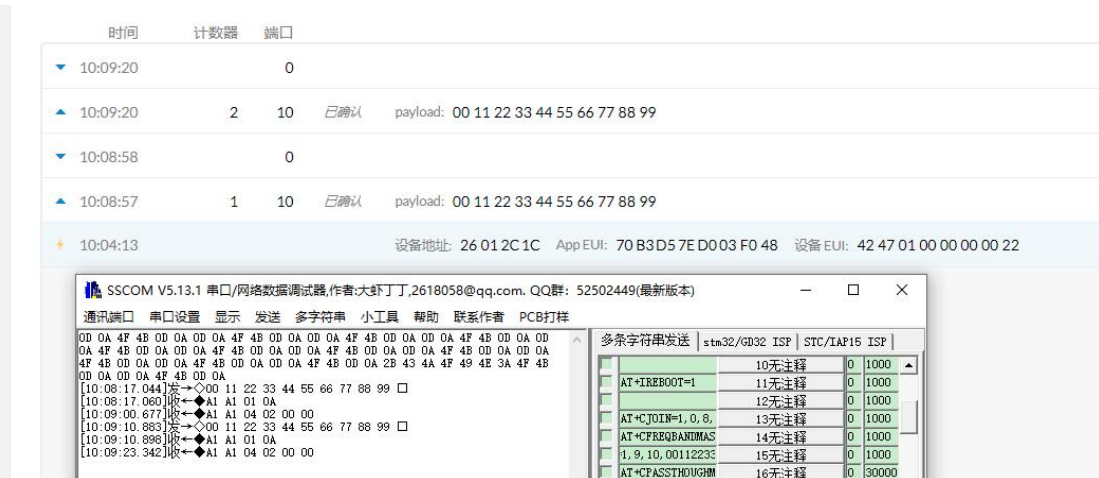 时间 计数器 端口
10:09:20 0
10:09:20 2 10 已确认 payload: 00 11 22 33 44 55 66 77 88 99
10:08:58 0
10:08:57 1 10 已确认 payload: 00 11 22 33 44 55 66 77 88 99
10:04:13 设备地址: 26 01 2C 1C App EUI: 70 B3 D5 7E D0 03 F0 48 设备 EUI: 42 47 01 00 00 00 00 22
SSCOM V5.13.1 串口/网络数据调试器,作者:大虾丁丁,2618058@qq.com. QQ群: 52502449(最新版本)
通讯端口 串口设置 显示 发送 多字符串 小工具 帮助 联系作者 PCB打样
0D 0A 4F 4B 0D 0A 0D 0A 4F 4B 0D 0A 0D 0A 4F 4B 0D 0A 0D 0A 4F 4B 0D 0A 0D
0A 4F 4B 0D 0A 0D 0A 4F 4B 0D 0A 0D 0A 4F 4B 0D 0A 0D 0A 4F 4B 0D 0A 0D 0A
4F 4B 0D 0A 0D 0A 4F 4B 0D 0A 0D 0A 4F 4B 0D 0A 2B 43 4A 4F 49 4E 3A 4F 4B
0D 0A 0D 0A 4F 4B 0D 0A
[10:08:17.044]发→◇00 11 22 33 44 55 66 77 88 99 □
[10:08:17.060]收←◆A1 A1 01 0A
[10:09:00.677]收←◆A1 A1 04 02 00 00
[10:09:10.883]发→◇00 11 22 33 44 55 66 77 88 99 □
[10:09:10.898]收←◆A1 A1 01 0A
[10:09:23.342]收←◆A1 A1 04 02 00 00
多条字符串发送 stm32/GD32 ISP STC/IAP15 ISP
10无注释 0 1000
AT+IREBOOT=1 11无注释 0 1000
12无注释 0 1000
AT+CJOIN=1,0,8, 13无注释 0 1000
AT+CFREQBANDMAS 14无注释 0 1000
1,9,10,00112233 15无注释 0 1000
AT+CPASSTHOUGHM 16无注释 0 30000